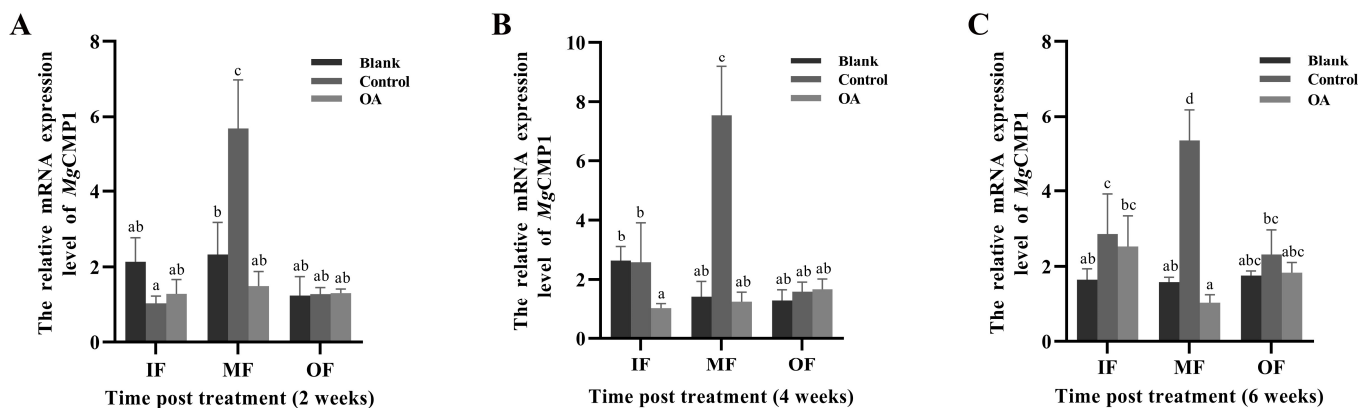 A
The relative mRNA expression
level of MgCMP1
8
6
4
2
0
Blank
Control
OA
ab
a
ab
b
c
ab
ab
ab
ab
IF
MF
OF
Time post treatment (2 weeks)
B
The relative mRNA expression
level of MgCMP1
10
8
6
4
2
0
Blank
Control
OA
b
b
a
ab
c
ab
ab
ab
ab
IF
MF
OF
Time post treatment (4 weeks)
C
The relative mRNA expression
level of MgCMP1
8
6
4
2
0
Blank
Control
OA
ab
c
bc
ab
d
a
abc
bc
abc
IF
MF
OF
Time post treatment (6 weeks)